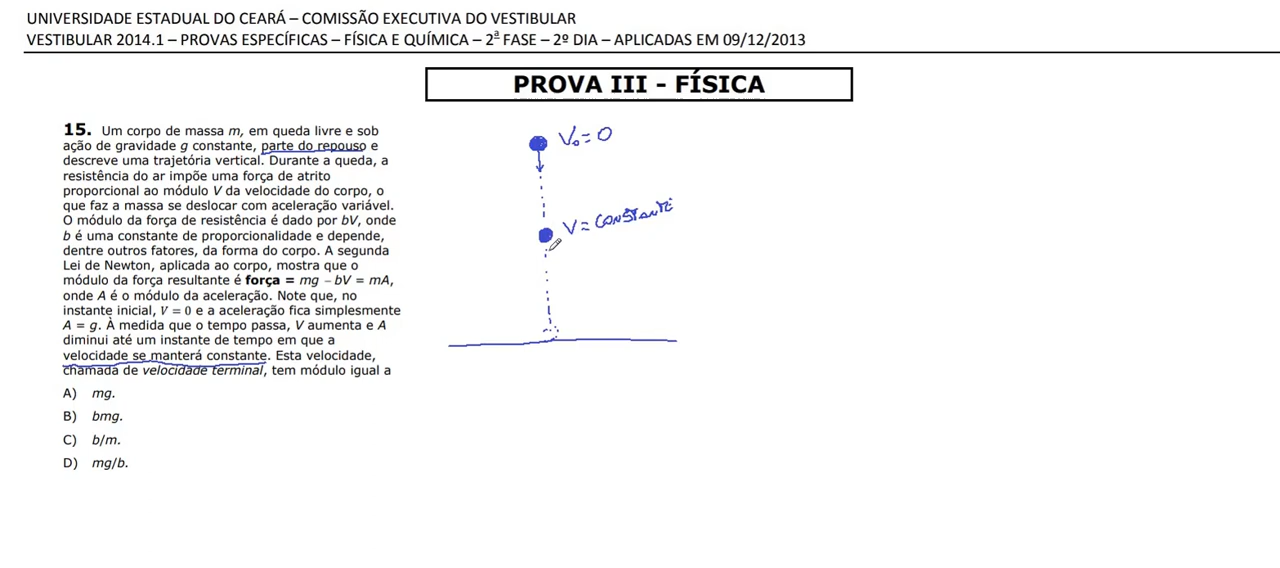 UNIVERSIDADE ESTADUAL DO CEARÁ – COMISSÃO EXECUTIVA DO VESTIBULAR
VESTIBULAR 2014.1 – PROVAS ESPECÍFICAS – FÍSICA E QUÍMICA – 2ª FASE – 2º DIA – APLICADAS EM 09/12/2013
PROVA III - FÍSICA
15. Um corpo de massa m, em queda livre e sob
ação de gravidade g constante, parte do repouso e
descreve uma trajetória vertical. Durante a queda, a
resistência do ar impõe uma força de atrito
proporcional ao módulo V da velocidade do corpo, o
que faz a massa se deslocar com aceleração variável.
O módulo da força de resistência é dado por bV, onde
b é uma constante de proporcionalidade e depende,
dentre outros fatores, da forma do corpo. A segunda
Lei de Newton, aplicada ao corpo, mostra que o
módulo da força resultante é força = mg – bV = mA,
onde A é o módulo da aceleração. Note que, no
instante inicial, V = 0 e a aceleração fica simplesmente
A = g. À medida que o tempo passa, V aumenta e A
diminui até um instante de tempo em que a
velocidade se manterá constante. Esta velocidade,
chamada de velocidade terminal, tem módulo igual a
A) mg.
B) bmg.
C) b/m.
D) mg/b.
V₀=0
V=CONSTANTE